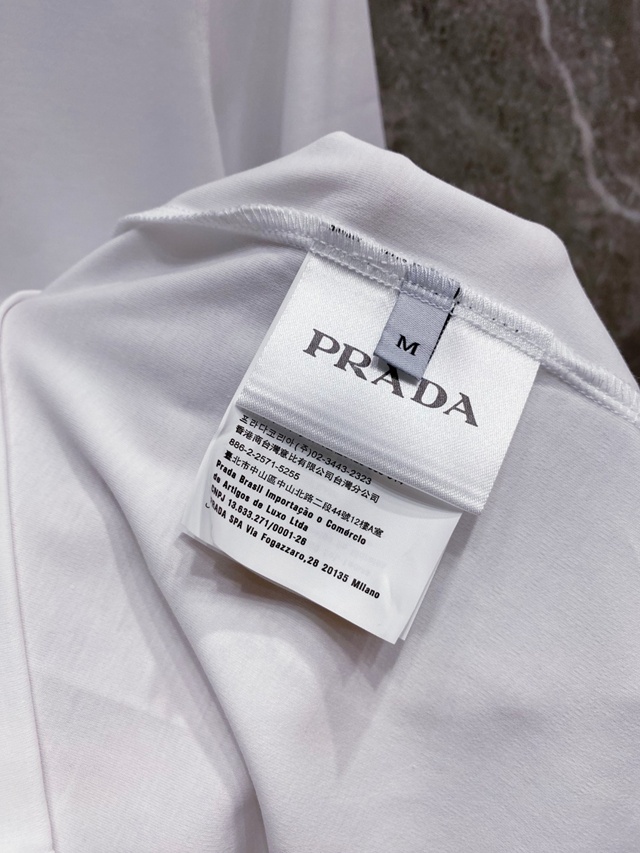 M
PRADA
프라다코리아(주)02-3443-2323
香港商台灣惠比有限公司台灣分公司
886-2-2571-5255
臺北市中山區中山北路二段44號12樓A室
Prada Brasil Importação o Comércio
de Artigos de Luxo Ltda
CNPJ 13.633.271/0001-26
PRADA SPA Via Fogazzaro,28 20135 Milano